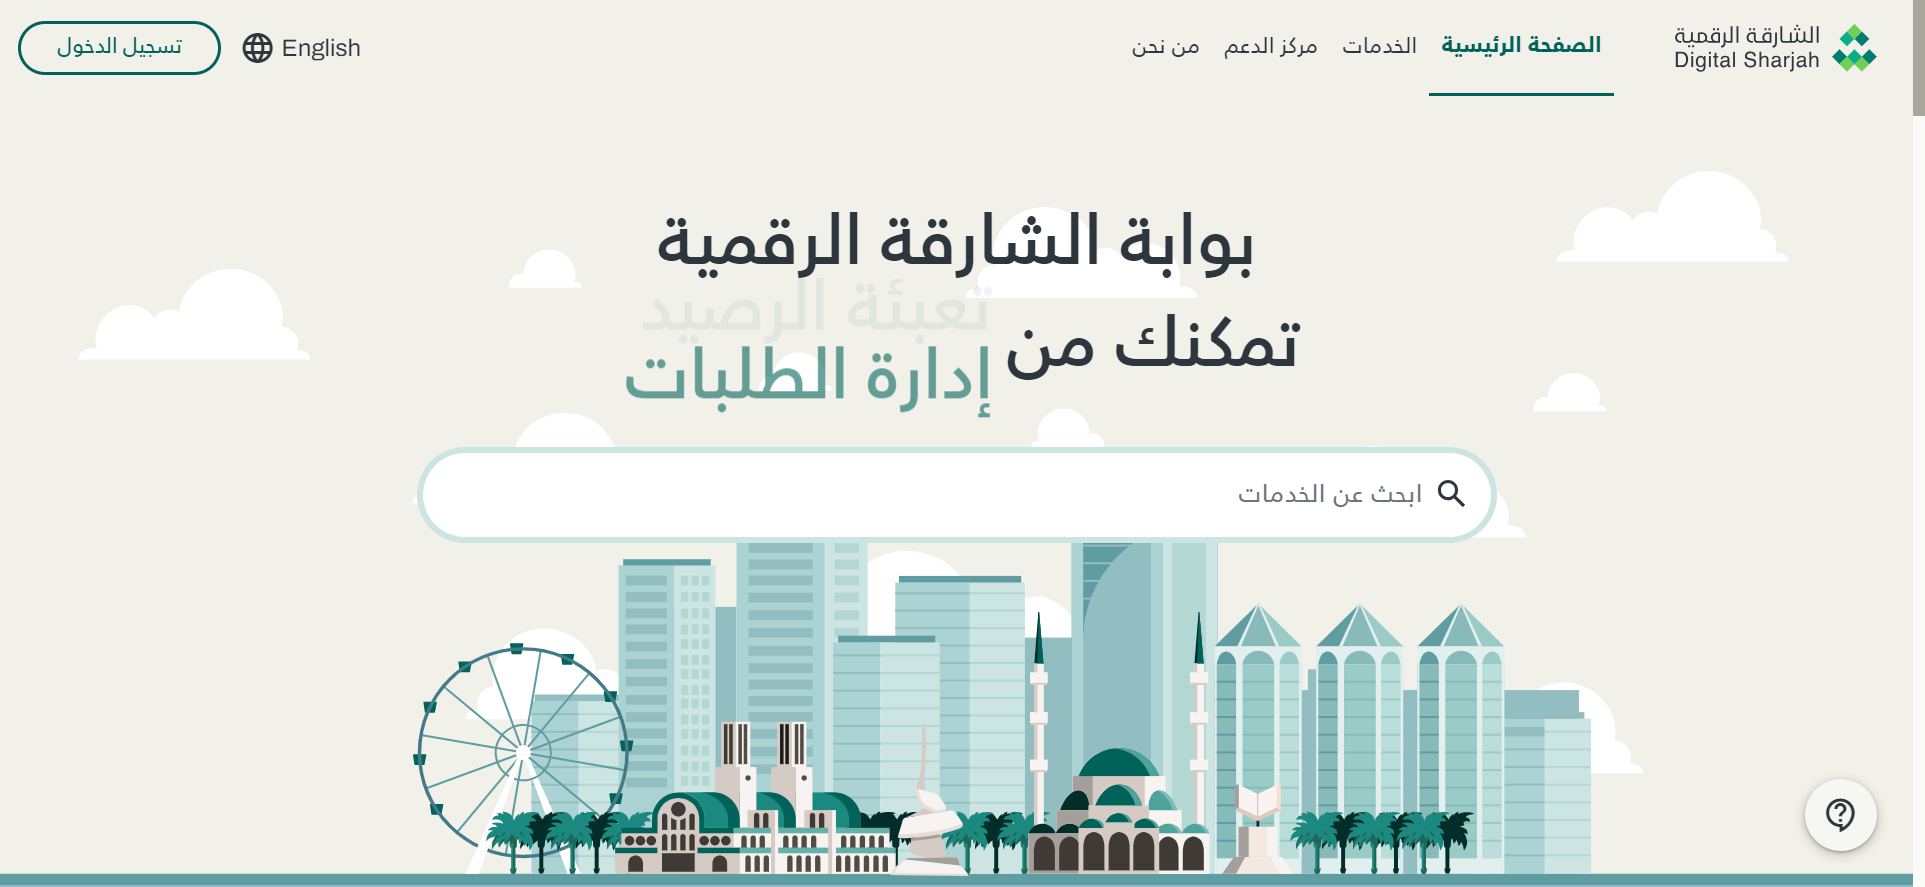 الشارقة الرقمية
Digital Sharjah
الصفحة الرئيسية
الخدمات
مركز الدعم
من نحن
English
تسجيل الدخول
بوابة الشارقة الرقمية
تمكنك من
تعبئة الرصيد
إدارة الطلبات
ابحث عن الخدمات